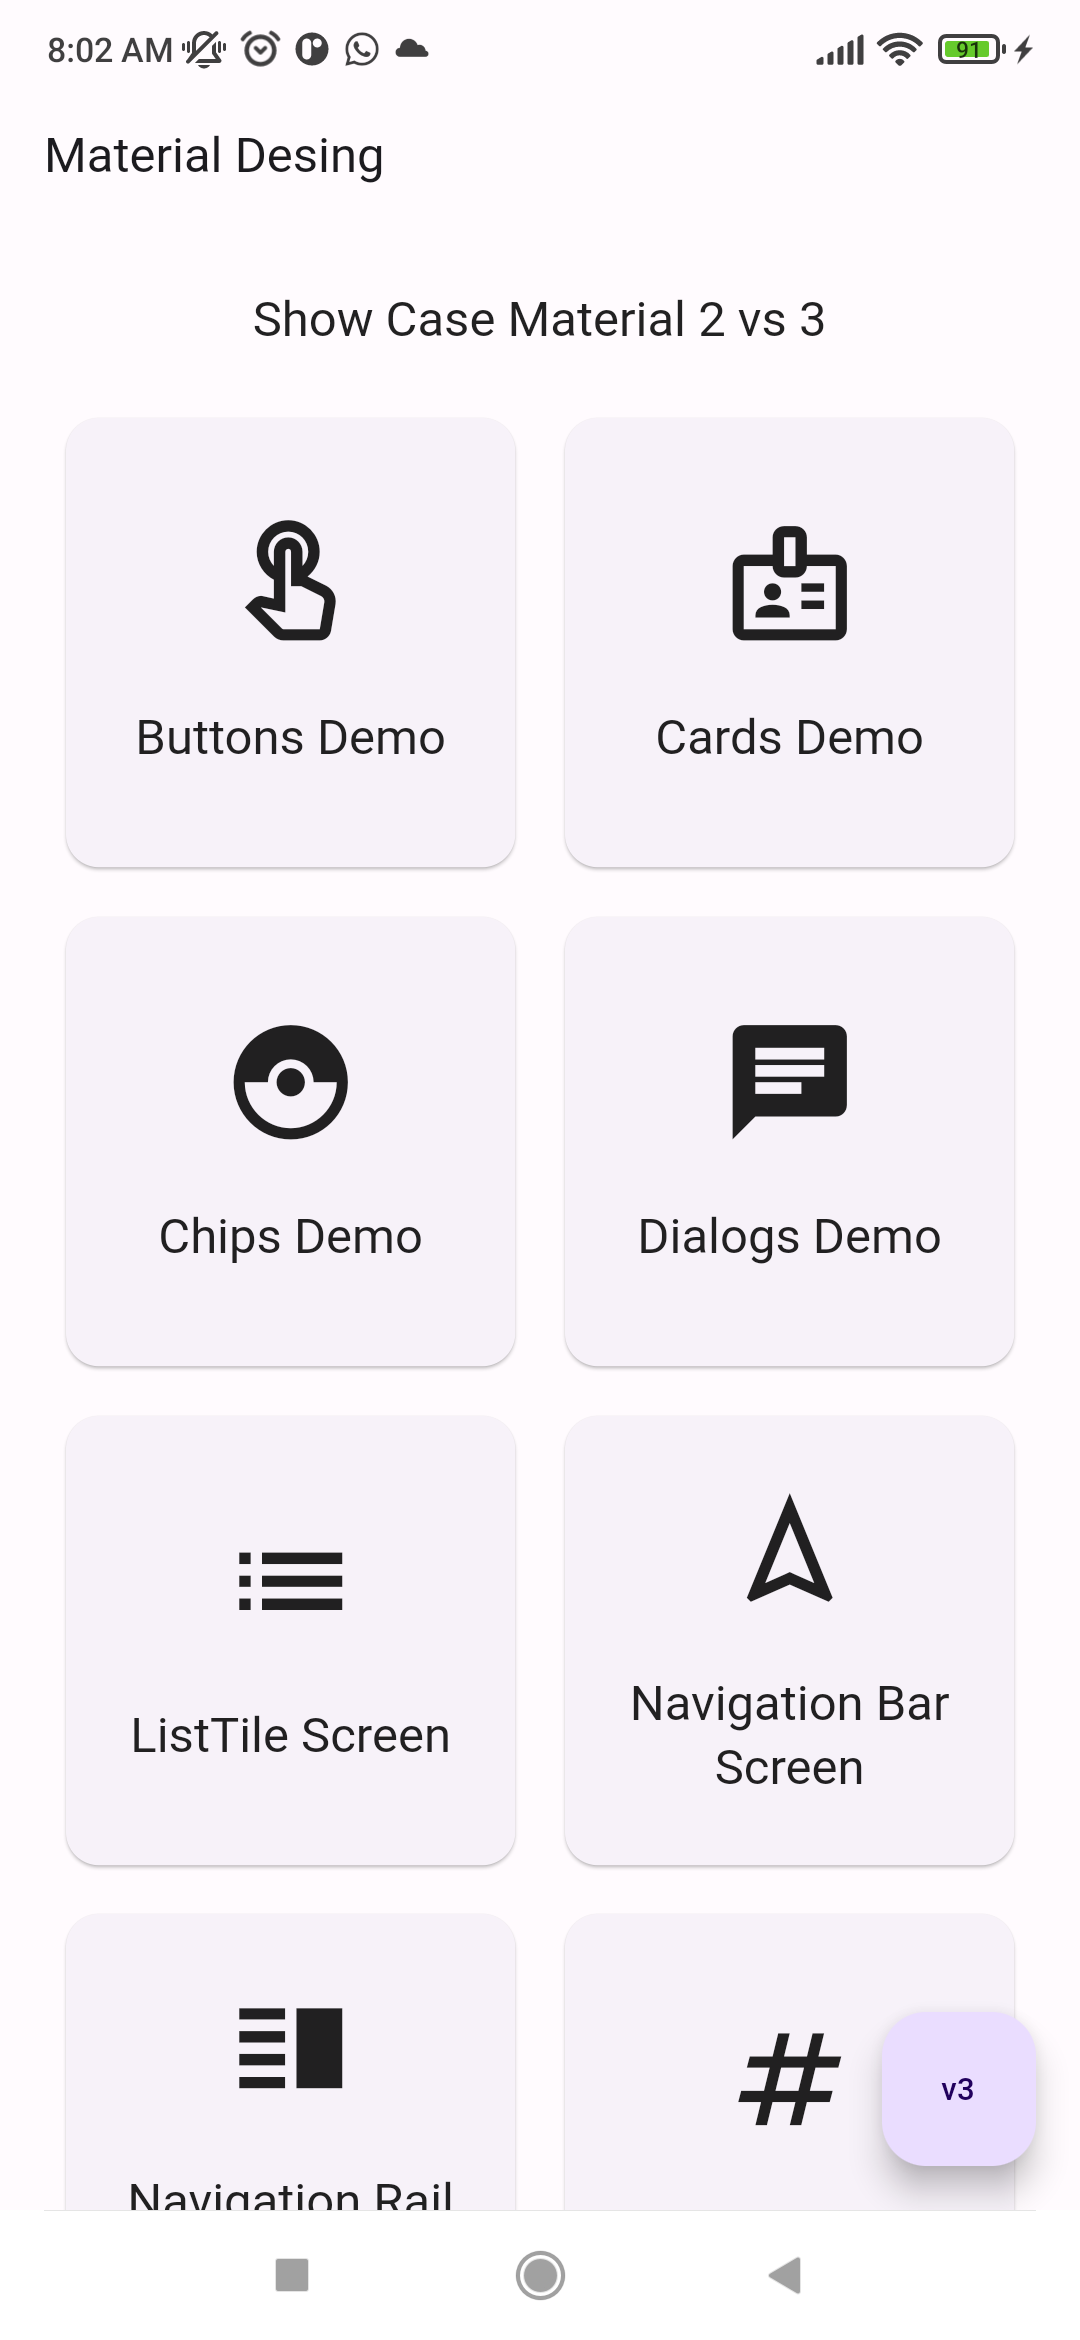 8:02 AM
91
Material Desing
Show Case Material 2 vs 3
Buttons Demo
Cards Demo
Chips Demo
Dialogs Demo
ListTile Screen
Navigation Bar
Screen
Navigation Rail
#
v3